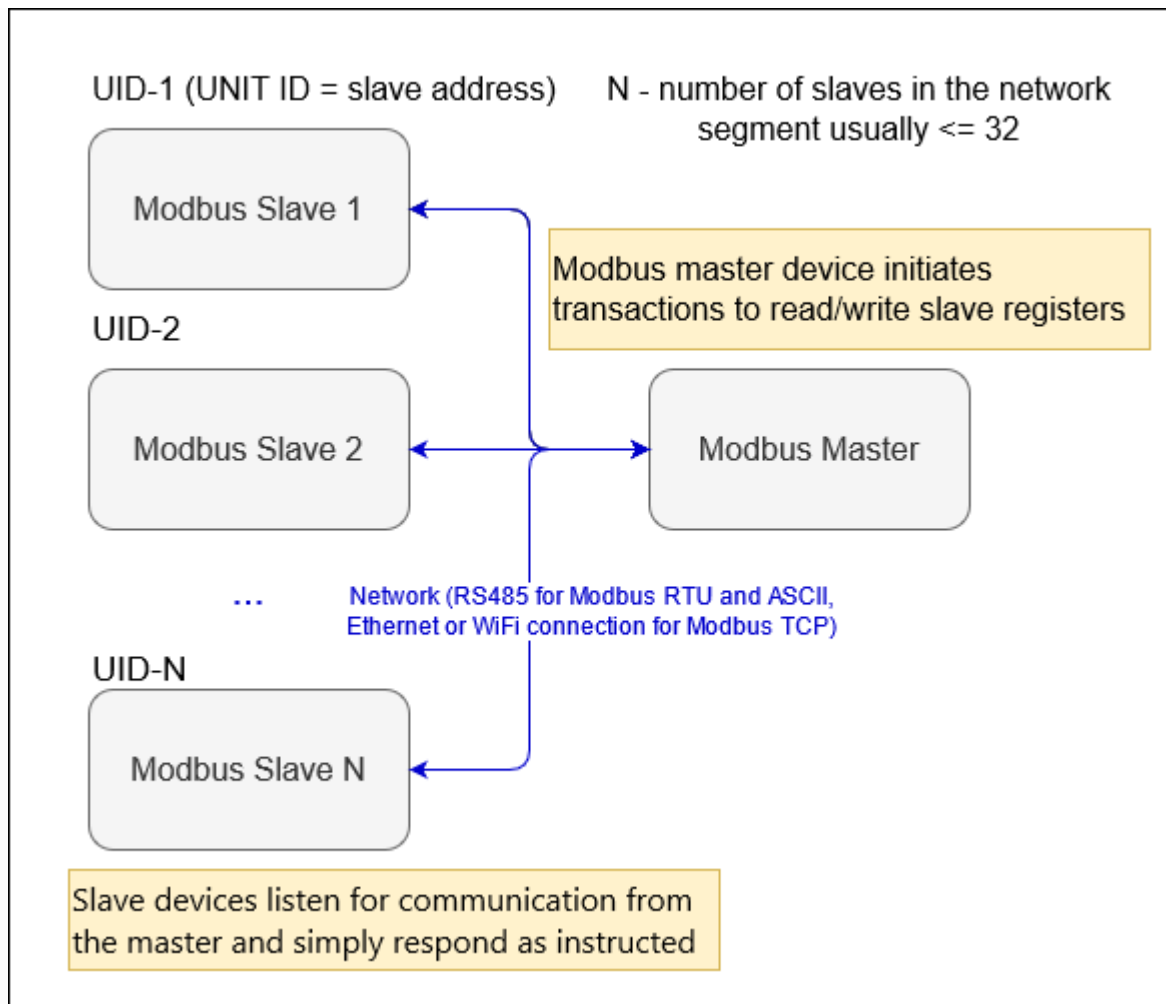 UID-1 (UNIT ID = slave address)
N - number of slaves in the network
segment usually <= 32
Modbus Slave 1
Modbus master device initiates
transactions to read/write slave registers
UID-2
Modbus Slave 2
Modbus Master
...
Network (RS485 for Modbus RTU and ASCII,
Ethernet or WiFi connection for Modbus TCP)
UID-N
Modbus Slave N
Slave devices listen for communication from
the master and simply respond as instructed